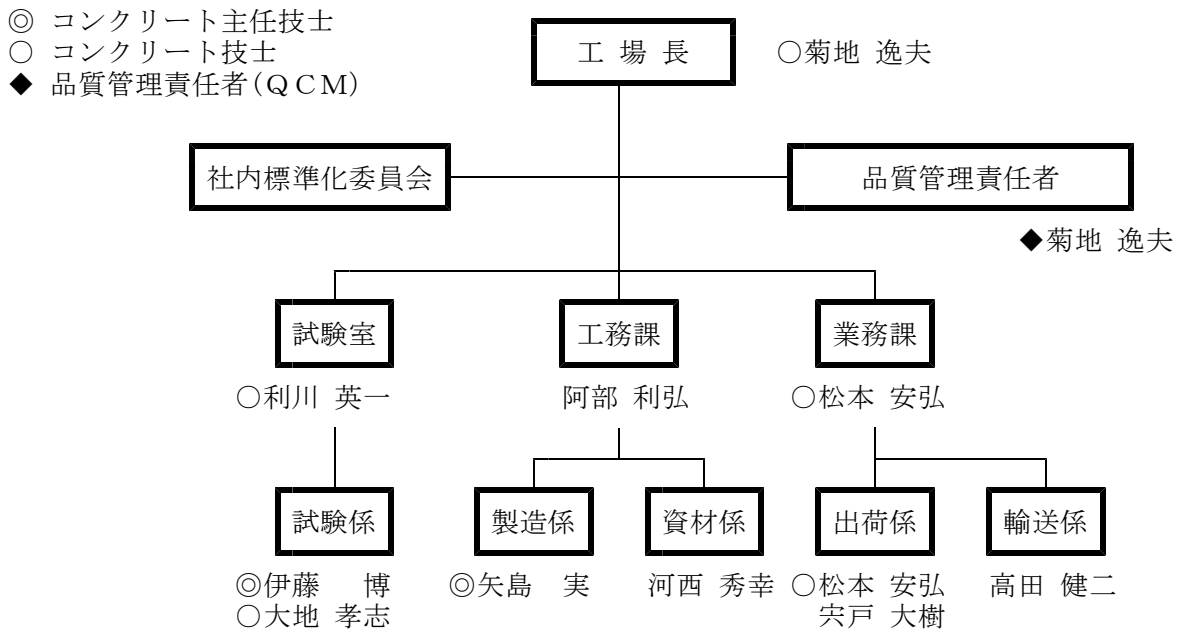 ◎ コンクリート主任技士
○ コンクリート技士
◆ 品質管理責任者(QCM)
工 場 長 ○菊地 逸夫
社内標準化委員会 品質管理責任者
◆菊地 逸夫
試験室 工務課 業務課
○利川 英一 阿部 利弘 ○松本 安弘
試験係 製造係 資材係 出荷係 輸送係
◎伊藤 博 ◎矢島 実 河西 秀幸 ○松本 安弘 高田 健二
○大地 孝志 宍戸 大樹